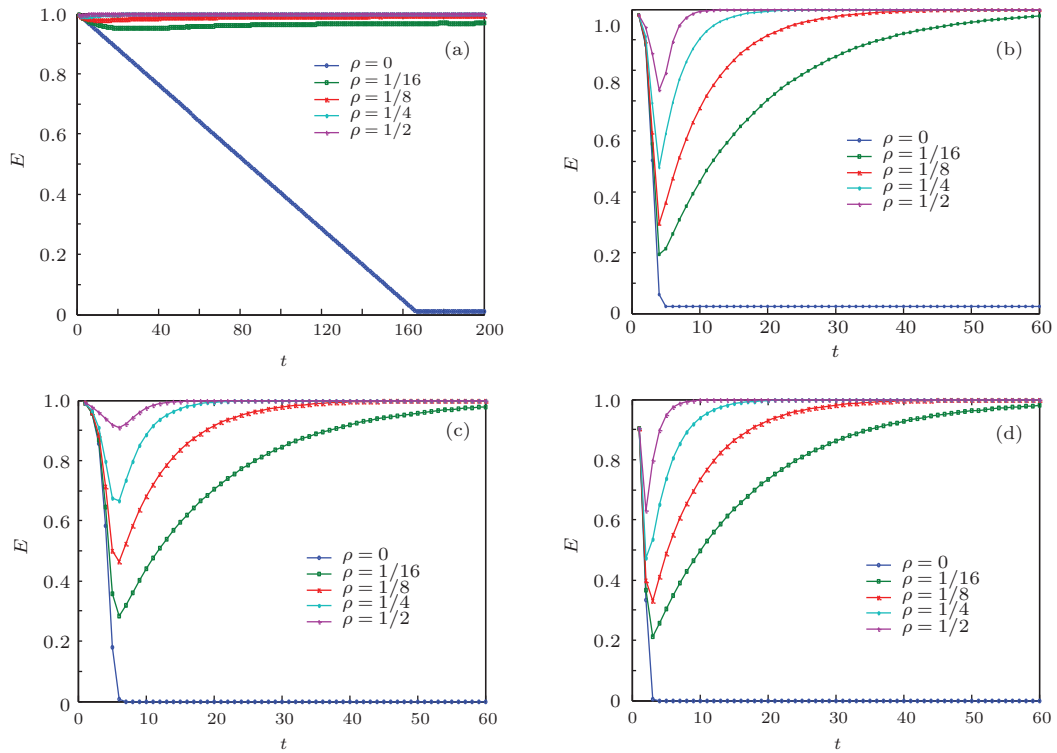 1.0
0.8
0.6
0.4
0.2
0
E
(a)
ρ = 0
ρ = 1/16
ρ = 1/8
ρ = 1/4
ρ = 1/2
0 40 80 120 160 200
t
1.0
0.8
0.6
0.4
0.2
0
E
(b)
ρ = 0
ρ = 1/16
ρ = 1/8
ρ = 1/4
ρ = 1/2
0 10 20 30 40 50 60
t
1.0
0.8
0.6
0.4
0.2
0
E
(c)
ρ = 0
ρ = 1/16
ρ = 1/8
ρ = 1/4
ρ = 1/2
0 10 20 30 40 50 60
t
1.0
0.8
0.6
0.4
0.2
0
E
(d)
ρ = 0
ρ = 1/16
ρ = 1/8
ρ = 1/4
ρ = 1/2
0 10 20 30 40 50 60
t